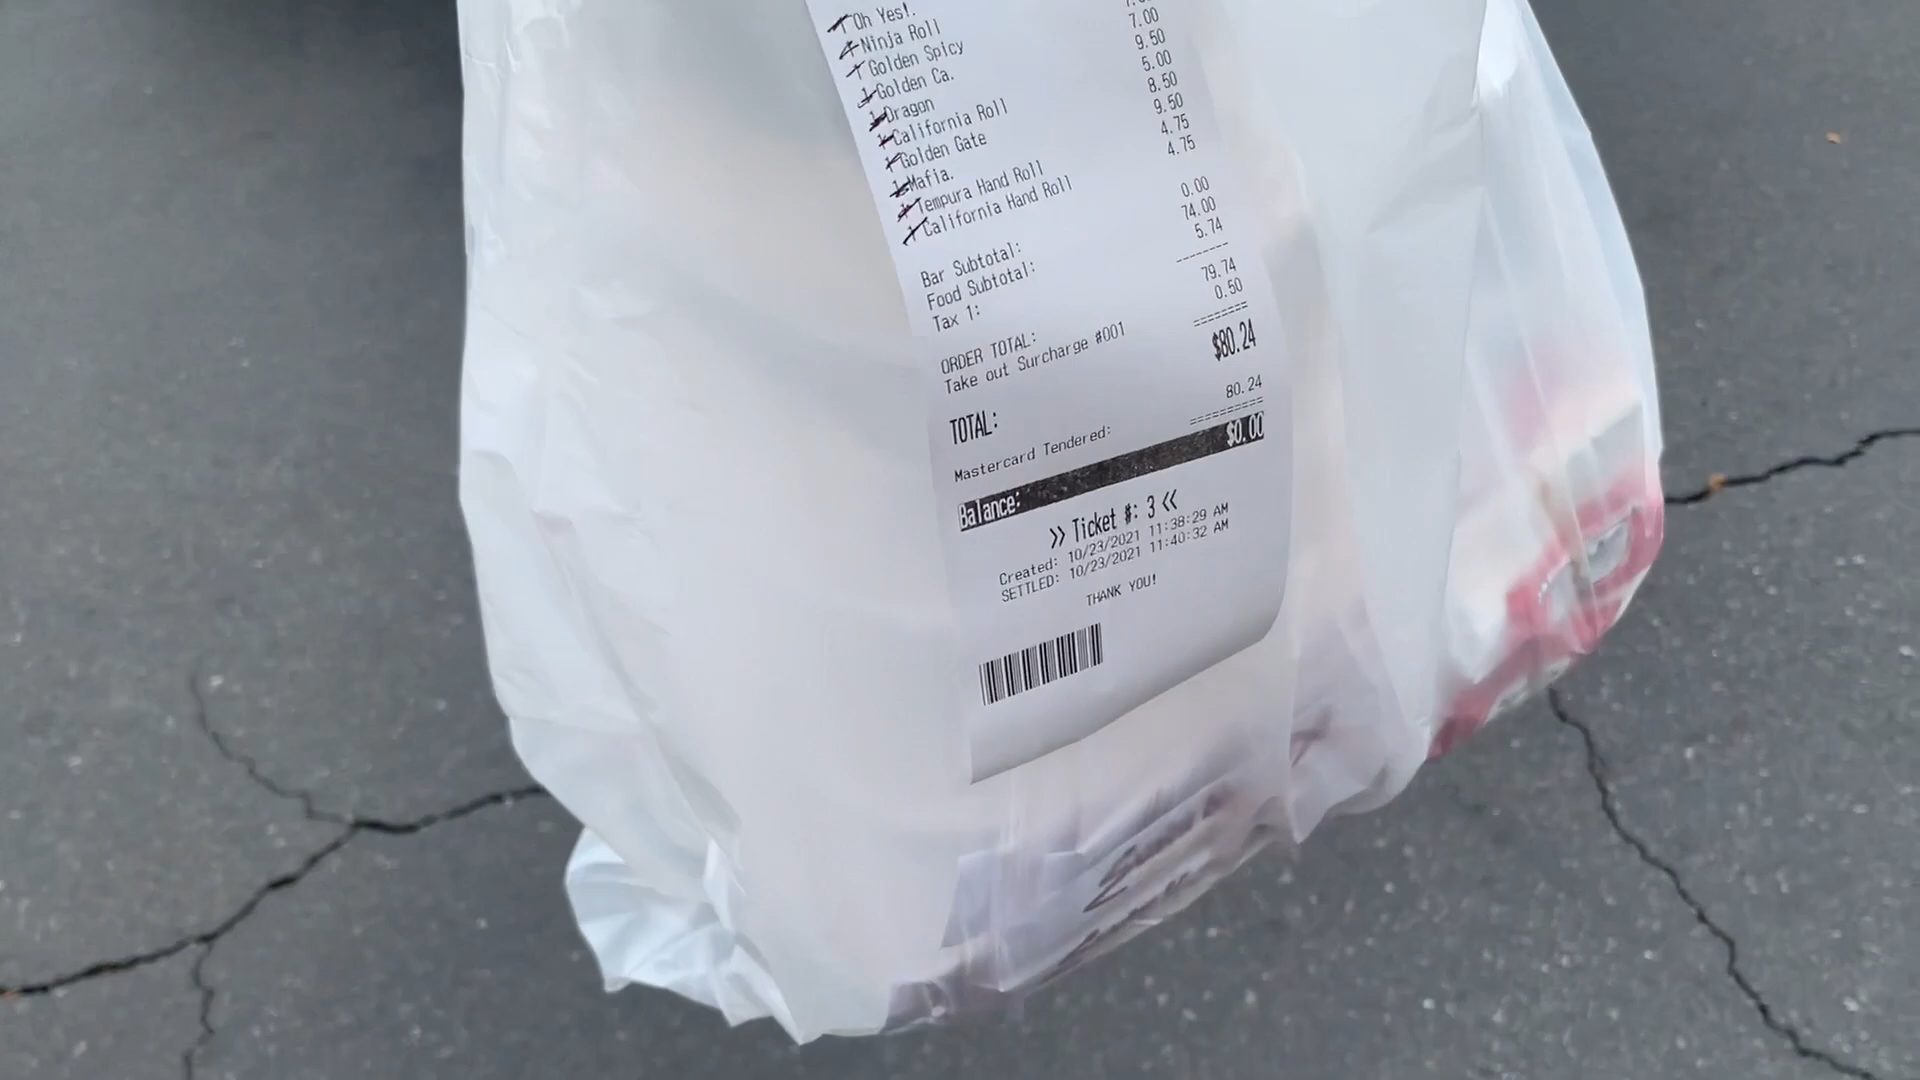 Oh Yes!.
Ninja Roll
Golden Spicy
Golden Ca. 7.00
Dragon 9.50
California Roll 5.00
Golden Gate 8.50
Mafia. 9.50
Tempura Hand Roll 4.75
California Hand Roll 4.75
Bar Subtotal: 0.00
Food Subtotal: 74.00
Tax 1: 5.74
ORDER TOTAL: 79.74
Take out Surcharge #001 0.50
TOTAL: $80.24
Mastercard Tendered: 80.24
Balance: $0.00
>> Ticket #: 3 <<
Created: 10/23/2021 11:38:29 AM
SETTLED: 10/23/2021 11:40:32 AM
THANK YOU!